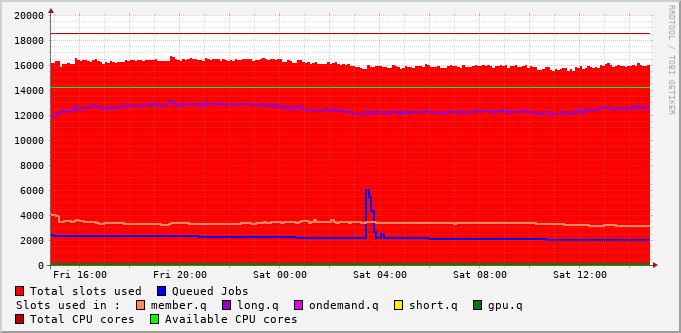 20000
18000
16000
14000
12000
10000
8000
6000
4000
2000
0
Fri 16:00 Fri 20:00 Sat 00:00 Sat 04:00 Sat 08:00 Sat 12:00
RRDTOOL / TOBI OETIKER
Total slots used Queued Jobs
Slots used in : member.q long.q ondemand.q short.q gpu.q
Total CPU cores Available CPU cores